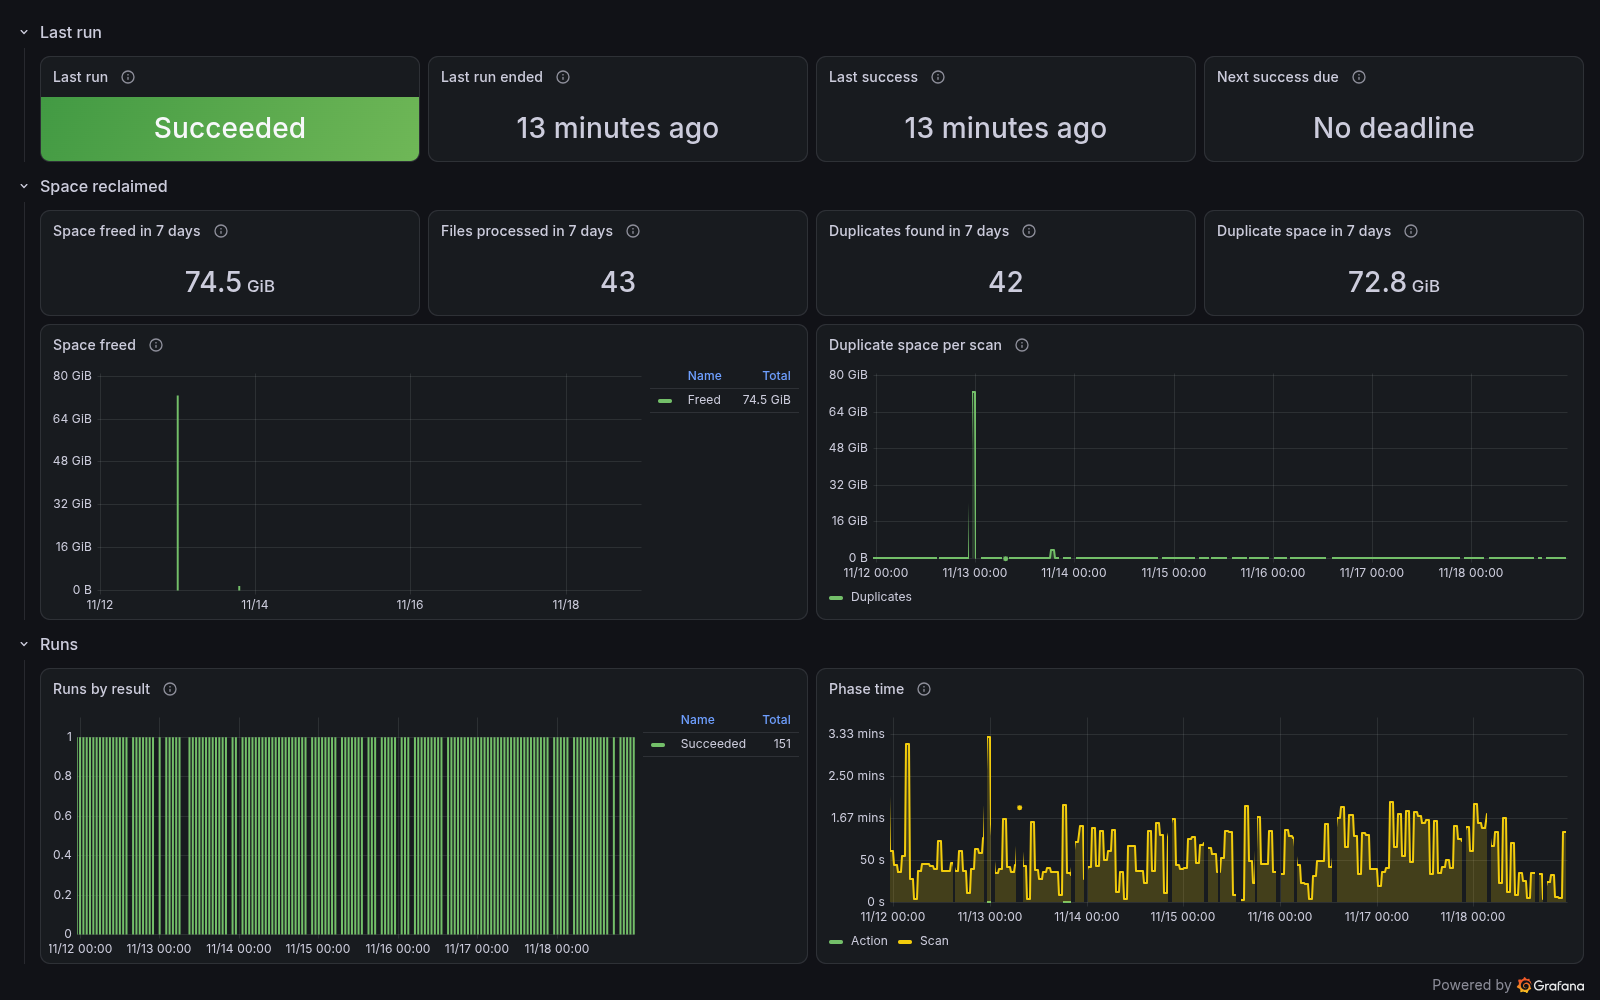 Last run
Last run
Last run ended
Last success
Next success due
Succeeded
13 minutes ago
13 minutes ago
No deadline
Space reclaimed
Space freed in 7 days
Files processed in 7 days
Duplicates found in 7 days
Duplicate space in 7 days
74.5 GiB
43
42
72.8 GiB
Space freed
80 GiB
64 GiB
48 GiB
32 GiB
16 GiB
0 B
11/12
11/14
11/16
11/18
Name Total
Freed 74.5 GiB
Duplicate space per scan
80 GiB
64 GiB
48 GiB
32 GiB
16 GiB
0 B
11/12 00:00
11/13 00:00
11/14 00:00
11/15 00:00
11/16 00:00
11/17 00:00
11/18 00:00
Duplicates
Runs
Runs by result
1
0.8
0.6
0.4
0.2
0
11/12 00:00
11/13 00:00
11/14 00:00
11/15 00:00
11/16 00:00
11/17 00:00
11/18 00:00
Name Total
Succeeded 151
Phase time
3.33 mins
2.50 mins
1.67 mins
50 s
0 s
11/12 00:00
11/13 00:00
11/14 00:00
11/15 00:00
11/16 00:00
11/17 00:00
11/18 00:00
Action Scan
Powered by Grafana